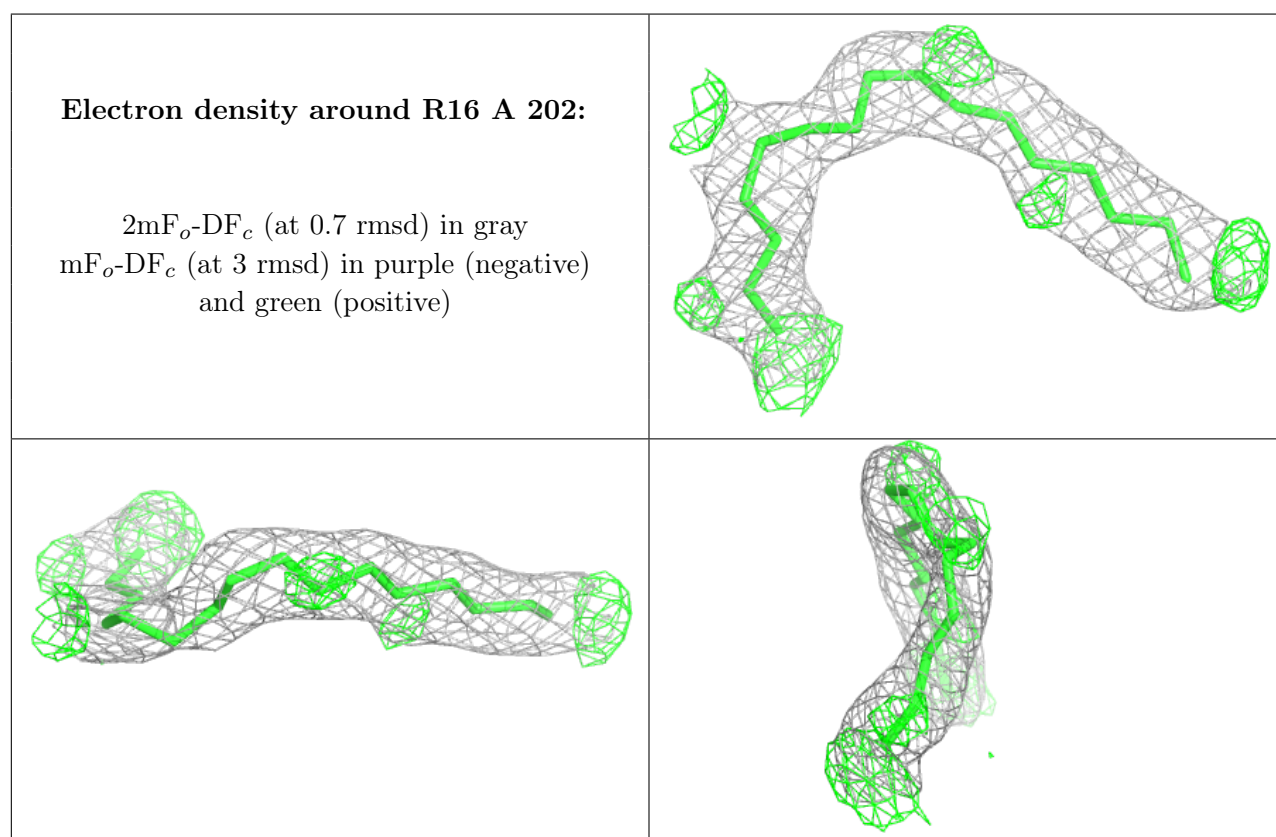 Electron density around R16 A 202:
2mFo-DFc (at 0.7 rmsd) in gray
mFo-DFc (at 3 rmsd) in purple (negative)
and green (positive)